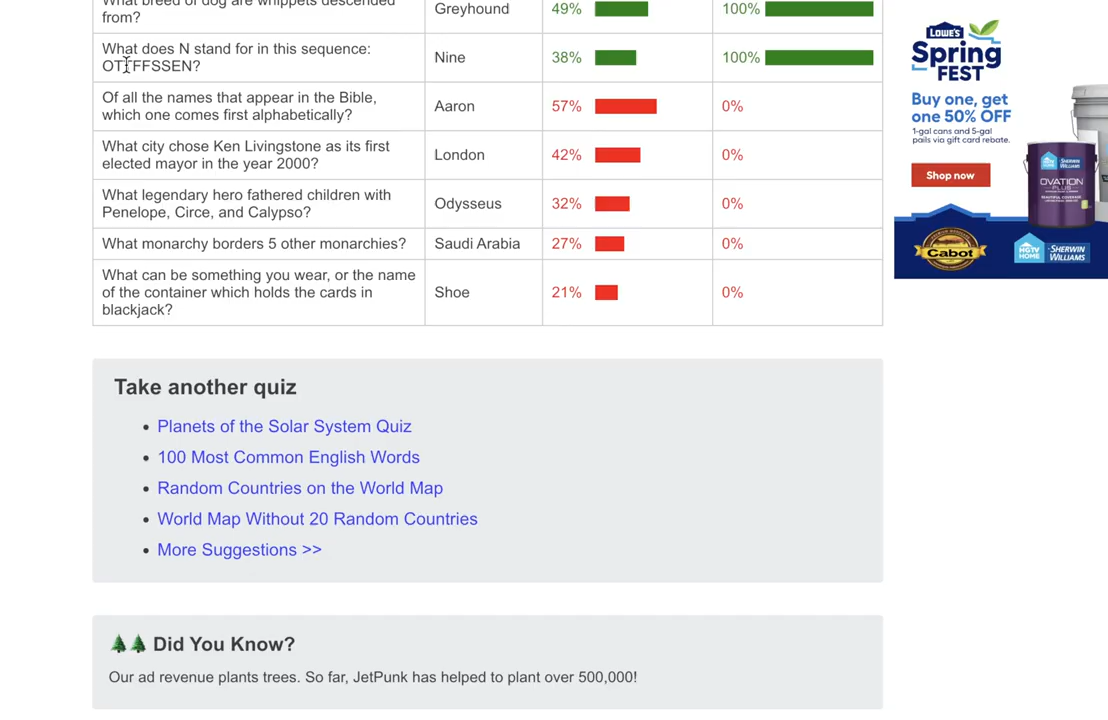 What breed of dog are whippets descended
from?
Greyhound
49%
100%
What does N stand for in this sequence:
OTTFFSSEN?
Nine
38%
100%
Of all the names that appear in the Bible,
which one comes first alphabetically?
Aaron
57%
0%
What city chose Ken Livingstone as its first
elected mayor in the year 2000?
London
42%
0%
What legendary hero fathered children with
Penelope, Circe, and Calypso?
Odysseus
32%
0%
What monarchy borders 5 other monarchies?
Saudi Arabia
27%
0%
What can be something you wear, or the name
of the container which holds the cards in
blackjack?
Shoe
21%
0%
Take another quiz
• Planets of the Solar System Quiz
• 100 Most Common English Words
• Random Countries on the World Map
• World Map Without 20 Random Countries
• More Suggestions >>
Did You Know?
Our ad revenue plants trees. So far, JetPunk has helped to plant over 500,000!
LOWE'S
Spring
FEST
Buy one, get
one 50% OFF
1-gal cans and 5-gal
pails via gift card rebate.
Shop now
OVATION
PLUS
Cabot
HGTV
HOME
SHERWIN
WILLIAMS